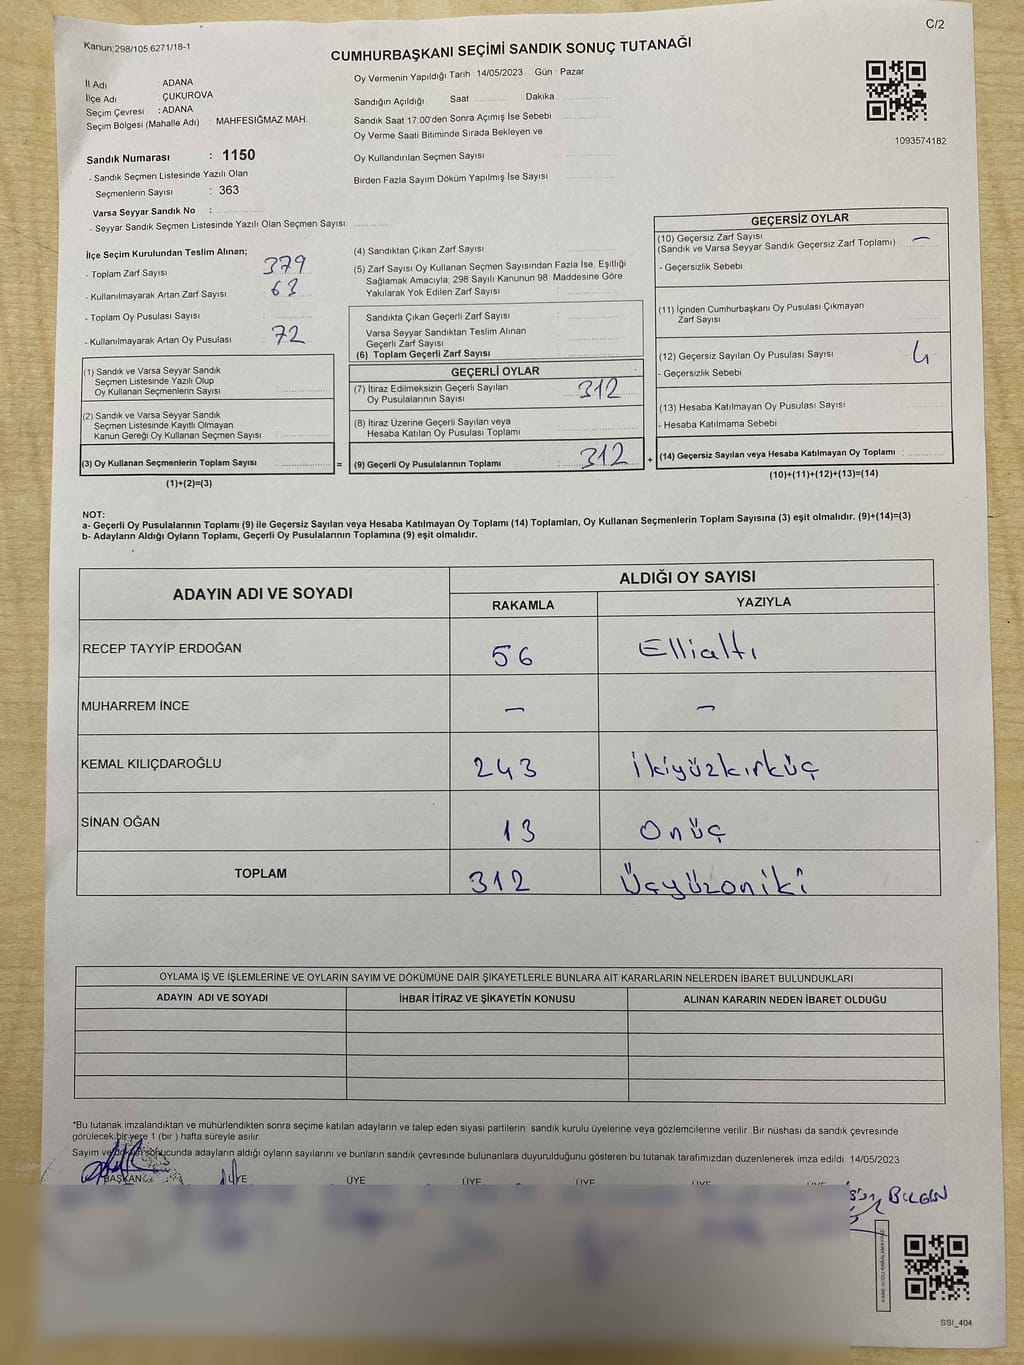 C/2
Kanun;298/105.6271/18-1
CUMHURBAŞKANI SEÇİMİ SANDIK SONUÇ TUTANAĞI
İl Adı ADANA
İlçe Adı ÇUKUROVA
Seçim Çevresi : ADANA
Seçim Bölgesi (Mahalle Adı) : MAHFESIĞMAZ MAH.
Sandık Numarası : 1150
- Sandık Seçmen Listesinde Yazılı Olan
Seçmenlerin Sayısı : 363
Varsa Seyyar Sandık No :
- Seyyar Sandık Seçmen Listesinde Yazılı Olan Seçmen Sayısı:
Oy Vermenin Yapıldığı Tarih 14/05/2023 Gün : Pazar
Sandığın Açıldığı Saat Dakika
Sandık Saat 17:00'den Sonra Açımış İse Sebebi
Oy Verme Saati Bitiminde Sırada Bekleyen ve
Oy Kullandırılan Seçmen Sayısı
Birden Fazla Sayım Döküm Yapılmış İse Sayısı
1093574182
İlçe Seçim Kurulundan Teslim Alınan;
- Toplam Zarf Sayısı : 379
- Kullanılmayarak Artan Zarf Sayısı : 63
- Toplam Oy Pusulası Sayısı :
- Kullanılmayarak Artan Oy Pusulası : 72
(1) Sandık ve Varsa Seyyar Sandık
Seçmen Listesinde Yazılı Olup
Oy Kullanan Seçmenlerin Sayısı :
(2) Sandık ve Varsa Seyyar Sandık
Seçmen Listesinde Kayıtlı Olmayan
Kanun Gereği Oy Kullanan Seçmen Sayısı :
(3) Oy Kullanan Seçmenlerin Toplam Sayısı :
(1)+(2)=(3)
(4) Sandıktan Çıkan Zarf Sayısı :
(5) Zarf Sayısı Oy Kullanan Seçmen Sayısından Fazla İse, Eşitliği
Sağlamak Amacıyla, 298 Sayılı Kanunun 98. Maddesine Göre
Yakılarak Yok Edilen Zarf Sayısı :
Sandıkta Çıkan Geçerli Zarf Sayısı :
Varsa Seyyar Sandıktan Teslim Alınan
Geçerli Zarf Sayısı :
(6) Toplam Geçerli Zarf Sayısı :
GEÇERLİ OYLAR
(7) İtiraz Edilmeksizin Geçerli Sayılan
Oy Pusulalarının Sayısı : 312
(8) İtiraz Üzerine Geçerli Sayılan veya
Hesaba Katılan Oy Pusulası Toplamı :
= (9) Geçerli Oy Pusulalarının Toplamı : 312
GEÇERSİZ OYLAR
(10) Geçersiz Zarf Sayısı
(Sandık ve Varsa Seyyar Sandık Geçersiz Zarf Toplamı) : –
- Geçersizlik Sebebi
(11) İçinden Cumhurbaşkanı Oy Pusulası Çıkmayan
Zarf Sayısı
(12) Geçersiz Sayılan Oy Pusulası Sayısı : 4
- Geçersizlik Sebebi
(13) Hesaba Katılmayan Oy Pusulası Sayısı
- Hesaba Katılmama Sebebi
+ (14) Geçersiz Sayılan veya Hesaba Katılmayan Oy Toplamı :
(10)+(11)+(12)+(13)=(14)
NOT:
a- Geçerli Oy Pusulalarının Toplamı (9) ile Geçersiz Sayılan veya Hesaba Katılmayan Oy Toplamı (14) Toplamları, Oy Kullanan Seçmenlerin Toplam Sayısına (3) eşit olmalıdır. (9)+(14)=(3)
b- Adayların Aldığı Oyların Toplamı, Geçerli Oy Pusulalarının Toplamına (9) eşit olmalıdır.
ADAYIN ADI VE SOYADI ALDIĞI OY SAYISI
RAKAMLA YAZIYLA
RECEP TAYYİP ERDOĞAN 56 Elliattı
MUHARREM İNCE – –
KEMAL KILIÇDAROĞLU 243 ikiyüzkırküç
SİNAN OĞAN 13 Onüç
TOPLAM 312 Üçyüzoniki
OYLAMA İŞ VE İŞLEMLERİNE VE OYLARIN SAYIM VE DÖKÜMÜNE DAİR ŞİKAYETLERLE BUNLARA AİT KARARLARIN NELERDEN İBARET BULUNDUKLARI
ADAYIN ADI VE SOYADI İHBAR İTİRAZ VE ŞİKAYETİN KONUSU ALINAN KARARIN NEDEN İBARET OLDUĞU
*Bu tutanak imzalandıktan ve mühürlendikten sonra seçime katılan adayların ve talep eden siyasi partilerin sandık kurulu üyelerine veya gözlemcilerine verilir. Bir nüshası da sandık çevresinde
görülecek bir yere 1 (bir ) hafta süreyle asılır.
Sayım ve döküm sonucunda adayların aldığı oyların sayılarını ve bunların sandık çevresinde bulunanlara duyurulduğunu gösteren bu tutanak tarafımızdan düzenlenerek imza edildi. 14/05/2023
BAŞKAN ÜYE ÜYE ÜYE ÜYE ÜYE ÜYE
BİLGİN
SSI_404